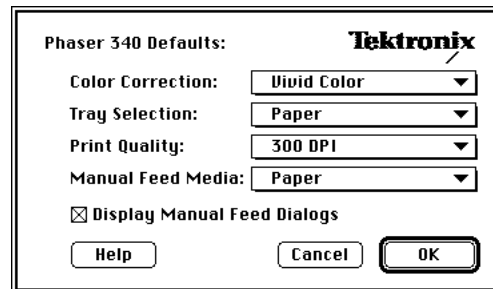 Phaser 340 Defaults: Tektronix
Color Correction: Vivid Color
Tray Selection: Paper
Print Quality: 300 DPI
Manual Feed Media: Paper
Display Manual Feed Dialogs
Help Cancel OK